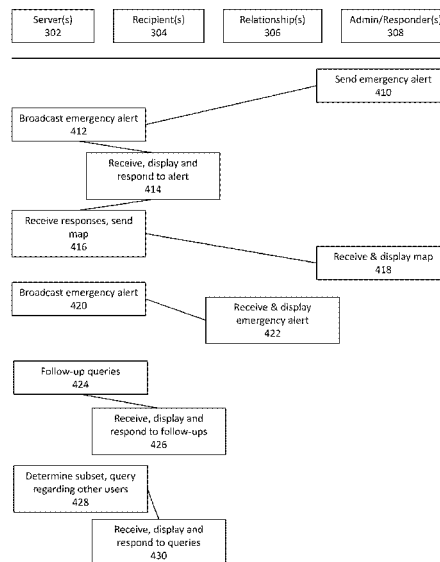 Server(s)
302
Recipient(s)
304
Relationship(s)
306
Admin/Responder(s)
308
Send emergency alert
410
Broadcast emergency alert
412
Receive, display and
respond to alert
414
Receive responses, send
map
416
Receive & display map
418
Broadcast emergency alert
420
Receive & display
emergency alert
422
Follow-up queries
424
Receive, display and
respond to follow-ups
426
Determine subset, query
regarding other users
428
Receive, display and
respond to queries
430